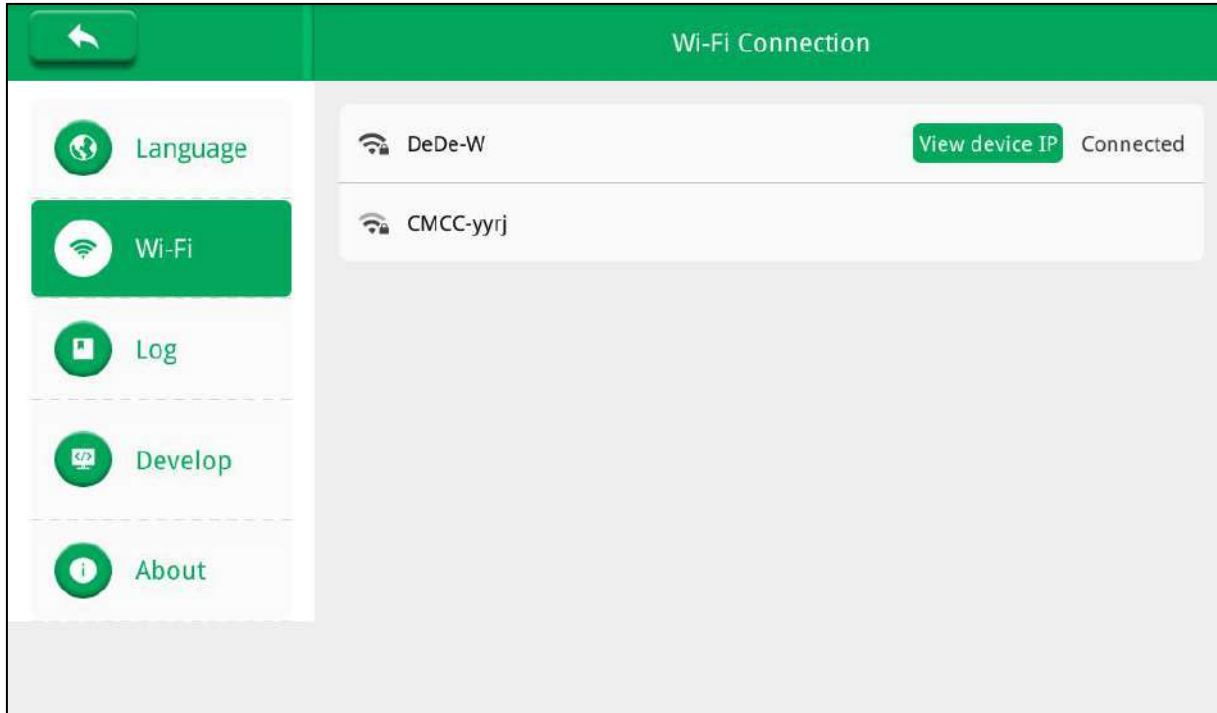 Wi-Fi Connection
Language
Wi-Fi
Log
Develop
About
DeDe-W View device IP Connected
CMCC-yyrj